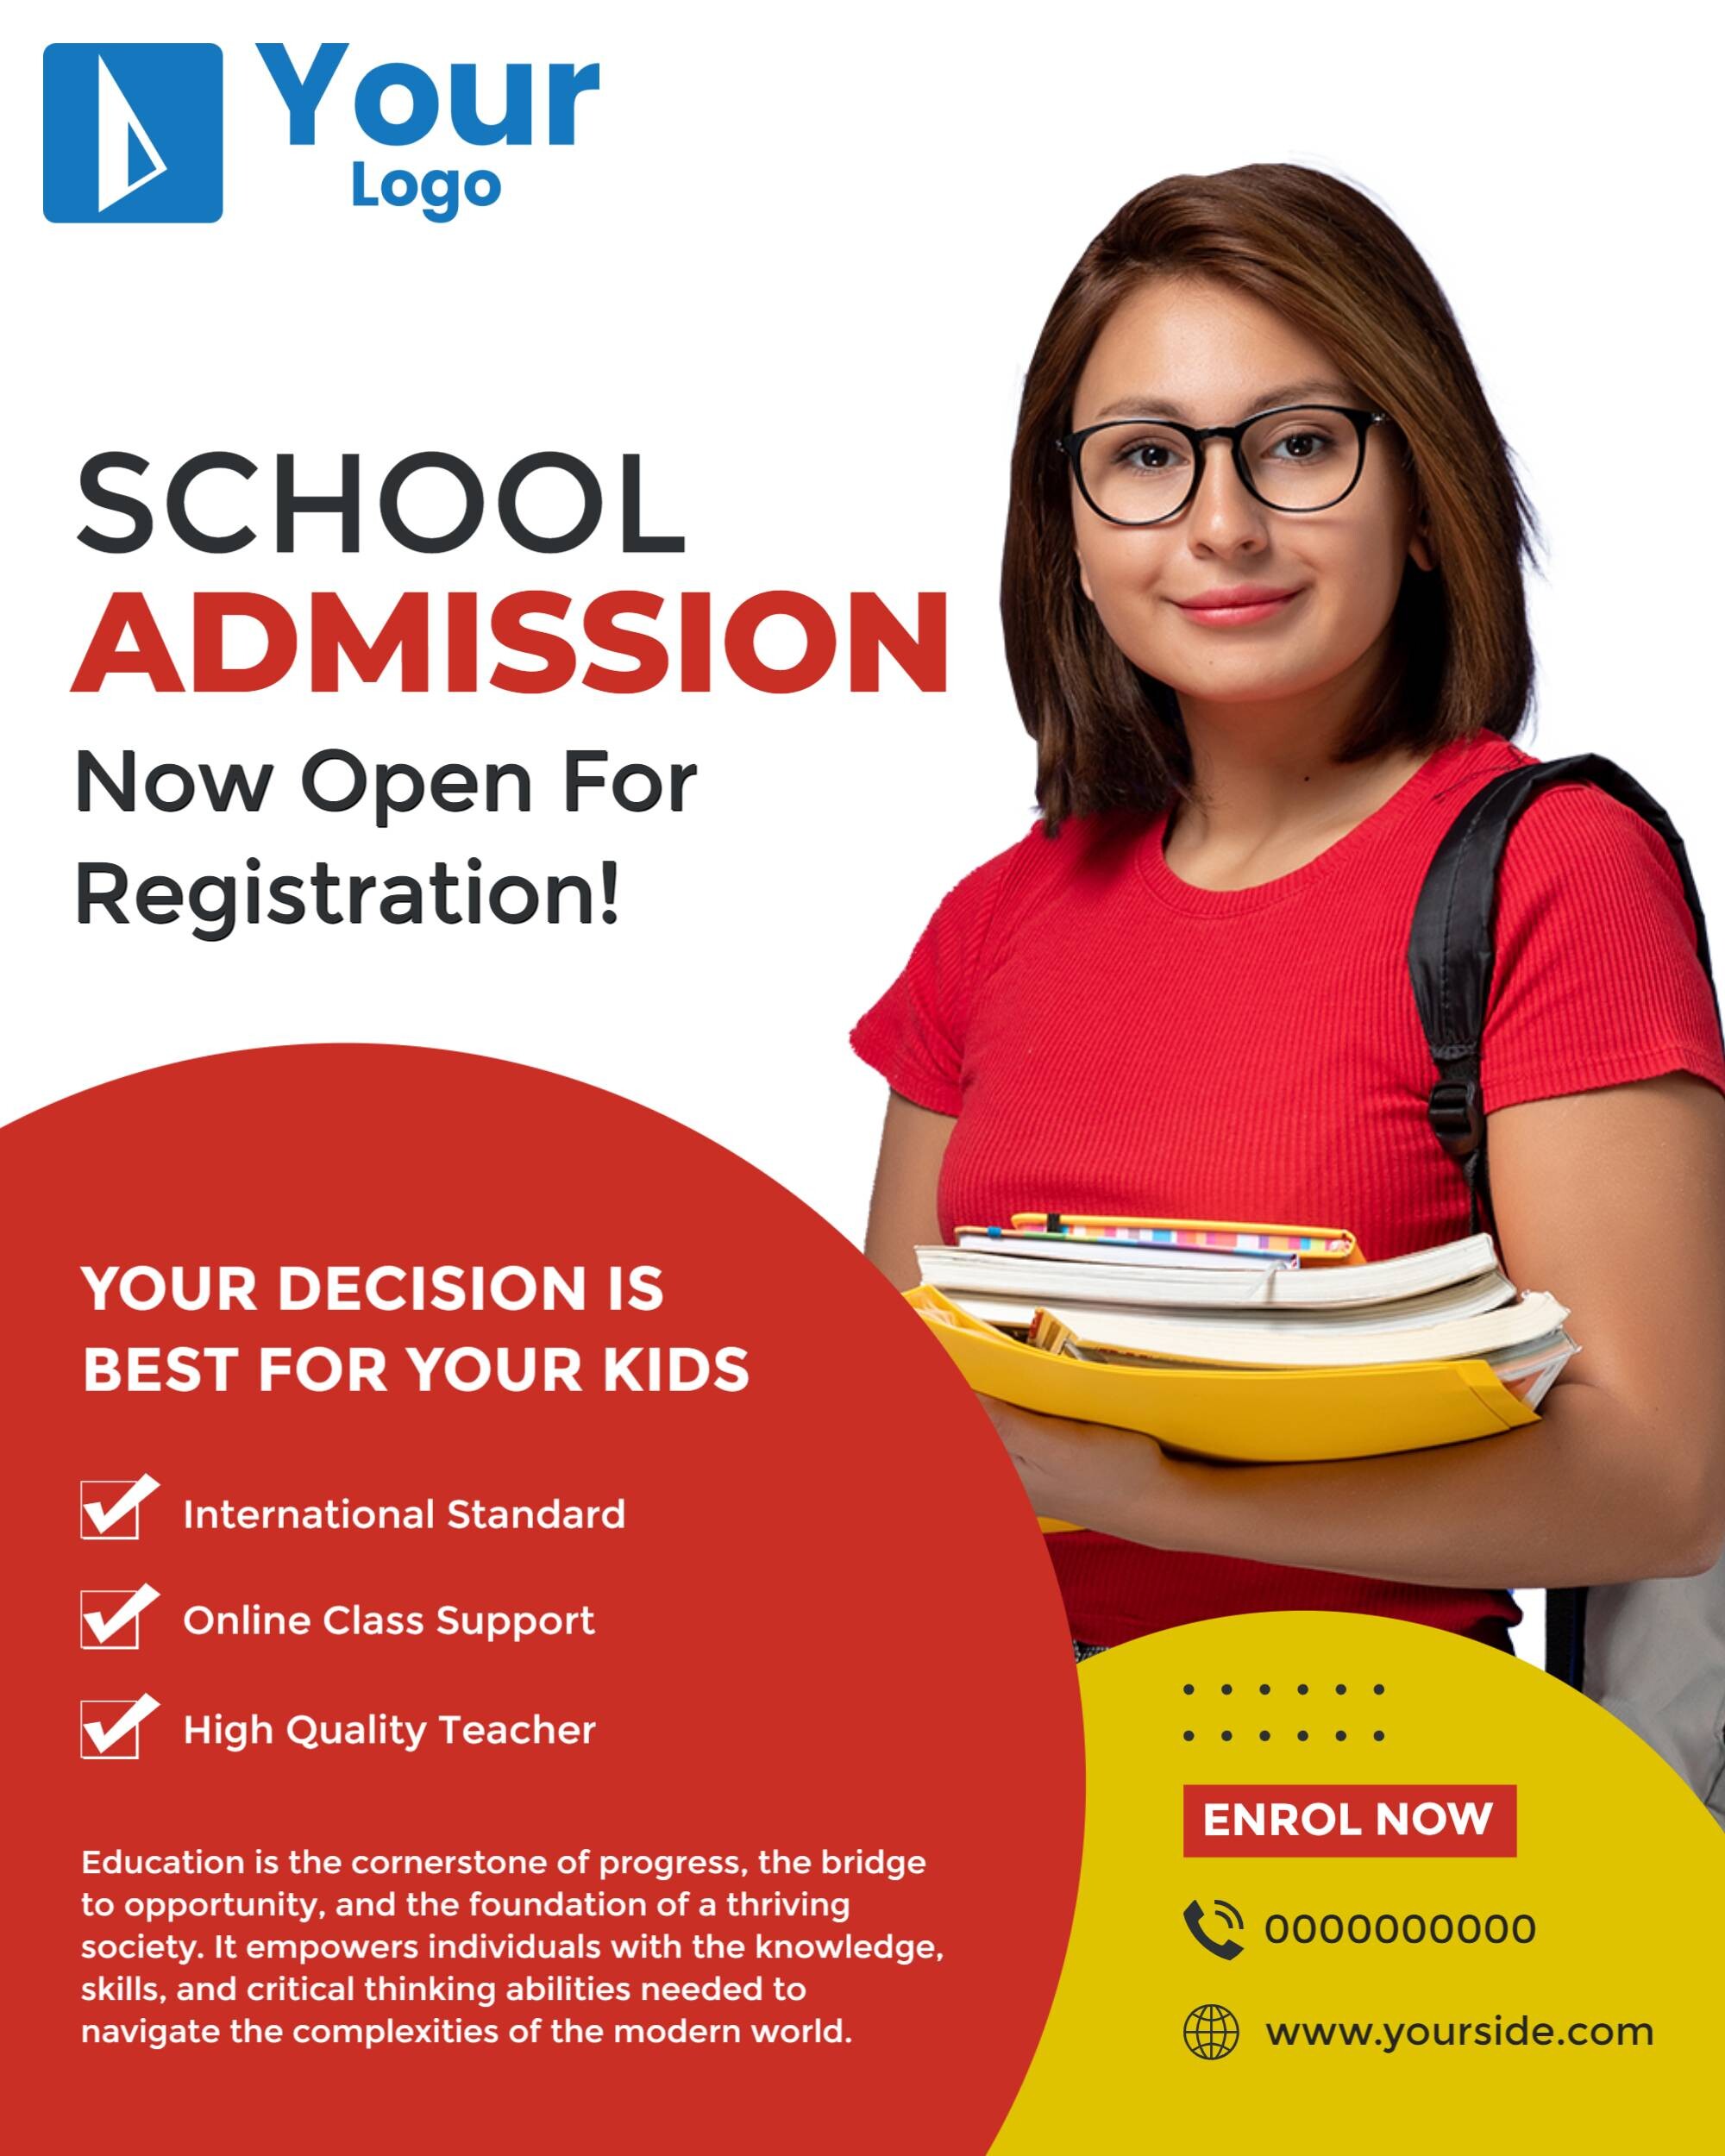 Your
Logo
SCHOOL
ADMISSION
Now Open For
Registration!
YOUR DECISION IS
BEST FOR YOUR KIDS
International Standard
Online Class Support
High Quality Teacher
Education is the cornerstone of progress, the bridge
to opportunity, and the foundation of a thriving
society. It empowers individuals with the knowledge,
skills, and critical thinking abilities needed to
navigate the complexities of the modern world.
ENROL NOW
0000000000
www.yourside.com